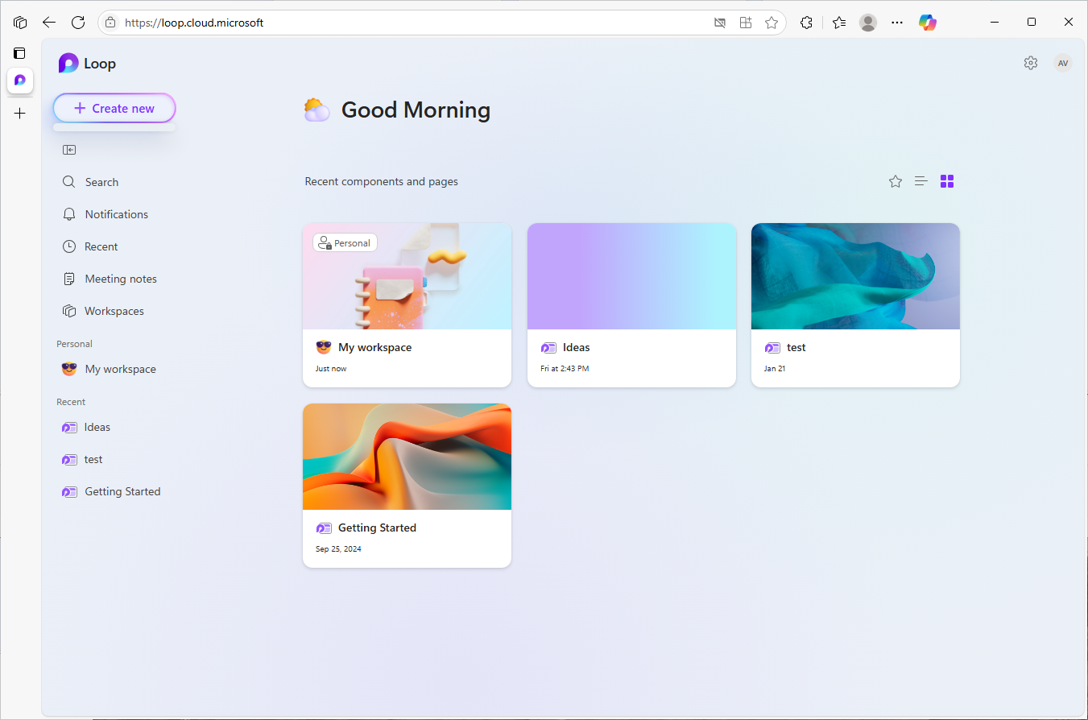 https://loop.cloud.microsoft
Loop
AV
Create new
Good Morning
Search
Notifications
Recent
Meeting notes
Workspaces
Personal
My workspace
Recent
Ideas
test
Getting Started
Recent components and pages
Personal
My workspace
Just now
Ideas
Fri at 2:43 PM
test
Jan 21
Getting Started
Sep 25, 2024